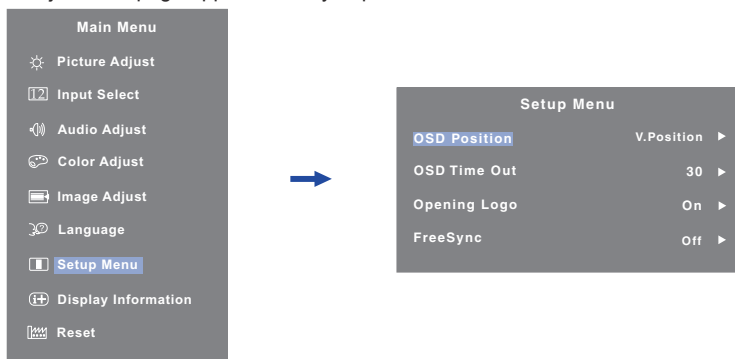 Main Menu
Picture Adjust
12 Input Select
Audio Adjust
Color Adjust
Image Adjust
Language
Setup Menu
Display Information
Reset
Setup Menu
OSD Position V.Position
OSD Time Out 30
Opening Logo On
FreeSync Off